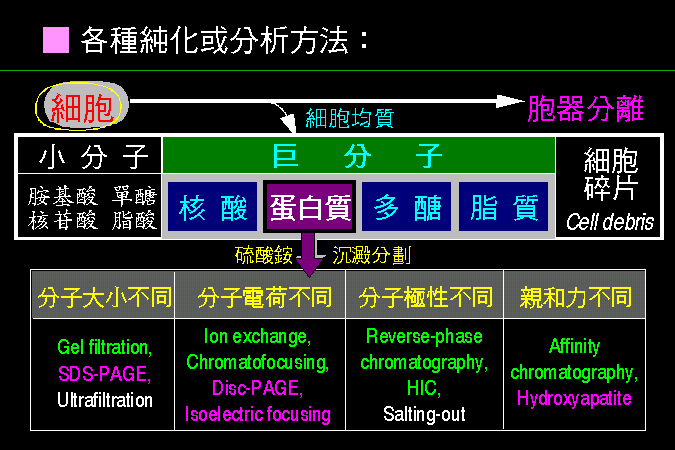 各種純化或分析方法：
細胞
胞器分離
細胞均質
小分子
巨分子
細胞
碎片
Cell debris
胺基酸 單醣
核苷酸 脂酸
核酸
蛋白質
多醣
脂質
硫酸銨
沉澱分劃
分子大小不同
分子電荷不同
分子極性不同
親和力不同
Gel filtration,
SDS-PAGE,
Ultrafiltration
Ion exchange,
Chromatofocusing,
Disc-PAGE,
Isoelectric focusing
Reverse-phase
chromatography,
HIC,
Salting-out
Affinity
chromatography,
Hydroxyapatite